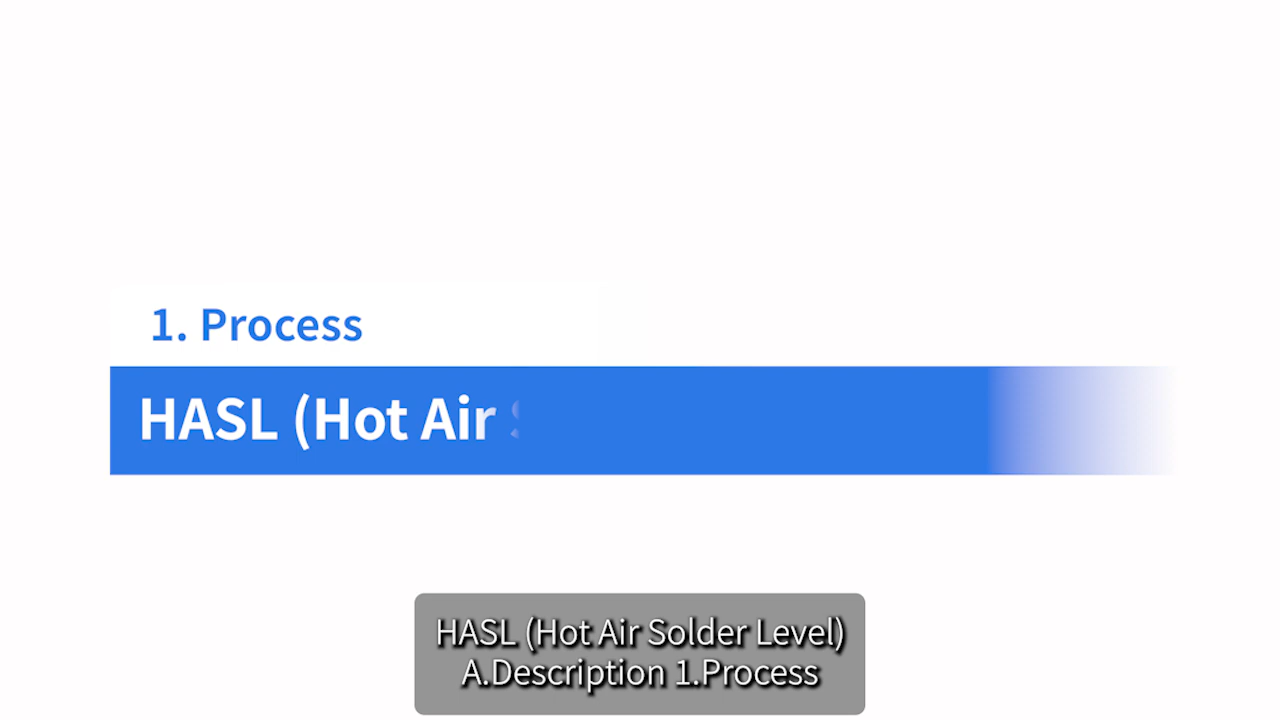 1. Process
HASL (Hot Air
HASL (Hot Air Solder Level)
A.Description 1.Process